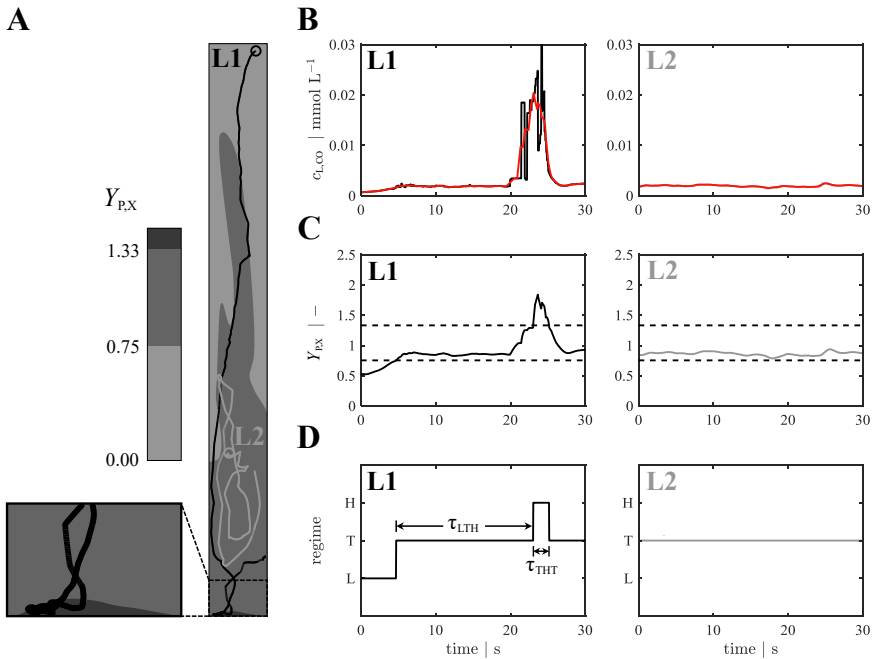 A
L1
Y_P,X
1.33
0.75
0.00
L2
B
c_L,CO | mmol L⁻¹
0.03
0.02
0.01
0
L1
0
10
20
30
0.03
0.02
0.01
0
L2
0
10
20
30
C
Y_P,X | −
2.5
2
1.5
1
0.5
0
L1
0
10
20
30
2.5
2
1.5
1
0.5
0
L2
0
10
20
30
D
regime
H
T
L
L1
τ_LTH
τ_THT
0
10
20
30
time | s
H
T
L
L2
0
10
20
30
time | s